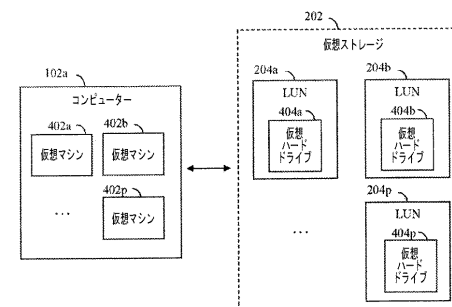 202
仮想ストレージ
102a
コンピューター
402a
仮想マシン
402b
仮想マシン
402p
仮想マシン
...
204a
LUN
404a
仮想
ハード
ドライブ
204b
LUN
404b
仮想
ハード
ドライブ
...
204p
LUN
404p
仮想
ハード
ドライブ